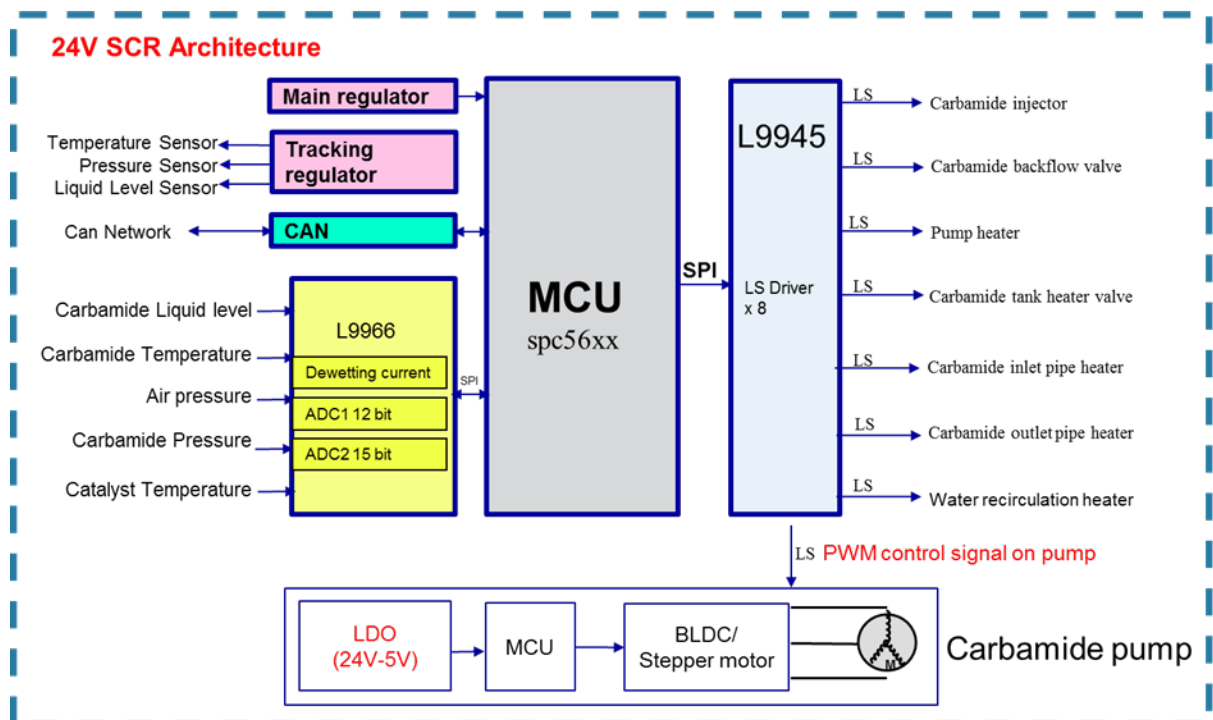 24V SCR Architecture
Main regulator
Temperature Sensor
Pressure Sensor
Liquid Level Sensor
Tracking
regulator
Can Network
CAN
Carbamide Liquid level
Carbamide Temperature
Air pressure
Carbamide Pressure
Catalyst Temperature
L9966
Dewetting current
ADC1 12 bit
ADC2 15 bit
SPI
MCU
spc56xx
SPI
L9945
LS Driver
x 8
LS
Carbamide injector
LS
Carbamide backflow valve
LS
Pump heater
LS
Carbamide tank heater valve
LS
Carbamide inlet pipe heater
LS
Carbamide outlet pipe heater
LS
Water recirculation heater
LS PWM control signal on pump
LDO
(24V-5V)
MCU
BLDC/
Stepper motor
M
Carbamide pump